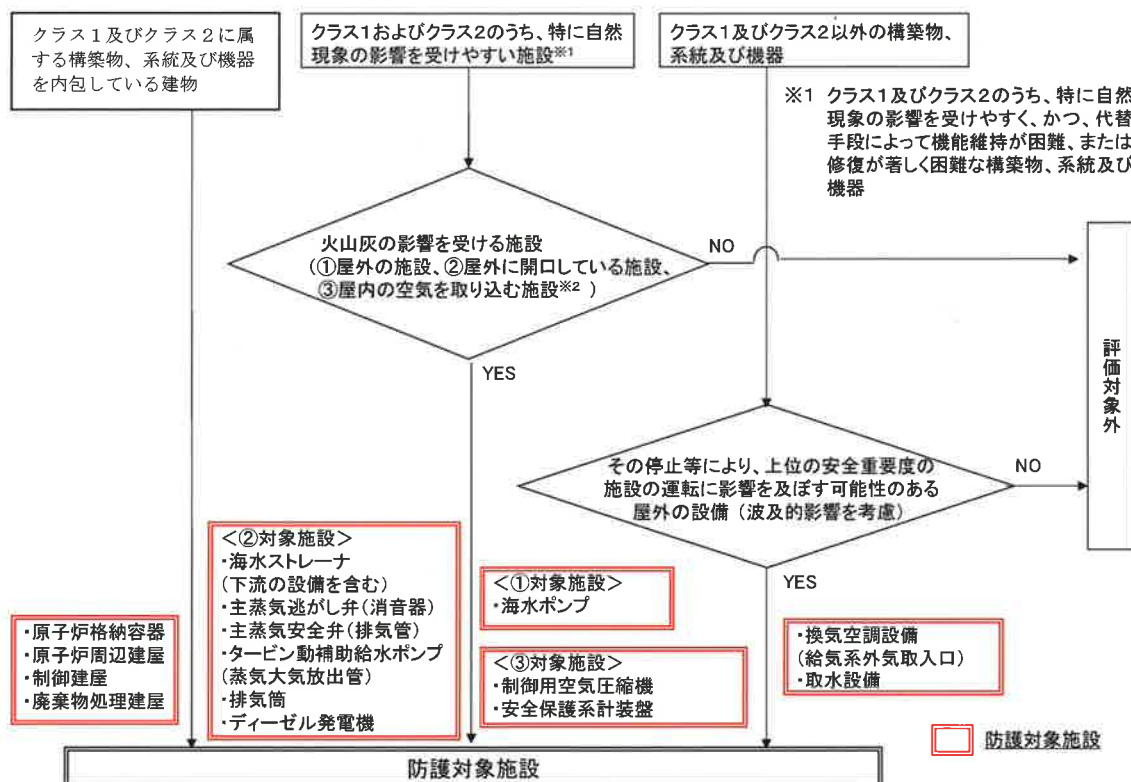 クラス1及びクラス2に属
する構築物、系統及び機器
を内包している建物
クラス1およびクラス2のうち、特に自然
現象の影響を受けやすい施設※1
クラス1及びクラス2以外の構築物、
系統及び機器
※1 クラス1及びクラス2のうち、特に自然
現象の影響を受けやすく、かつ、代替
手段によって機能維持が困難、または
修復が著しく困難な構築物、系統及び
機器
火山灰の影響を受ける施設
(①屋外の施設、②屋外に開口している施設、
③屋内の空気を取り込む施設※2 )
NO
YES
評価対象外
その停止等により、上位の安全重要度の
施設の運転に影響を及ぼす可能性のある
屋外の設備(波及的影響を考慮)
NO
YES
・原子炉格納容器
・原子炉周辺建屋
・制御建屋
・廃棄物処理建屋
<②対象施設>
・海水ストレーナ
(下流の設備を含む)
・主蒸気逃がし弁(消音器)
・主蒸気安全弁(排気管)
・タービン動補助給水ポンプ
(蒸気大気放出管)
・排気筒
・ディーゼル発電機
<①対象施設>
・海水ポンプ
<③対象施設>
・制御用空気圧縮機
・安全保護系計装盤
・換気空調設備
(給気系外気取入口)
・取水設備
防護対象施設
防護対象施設